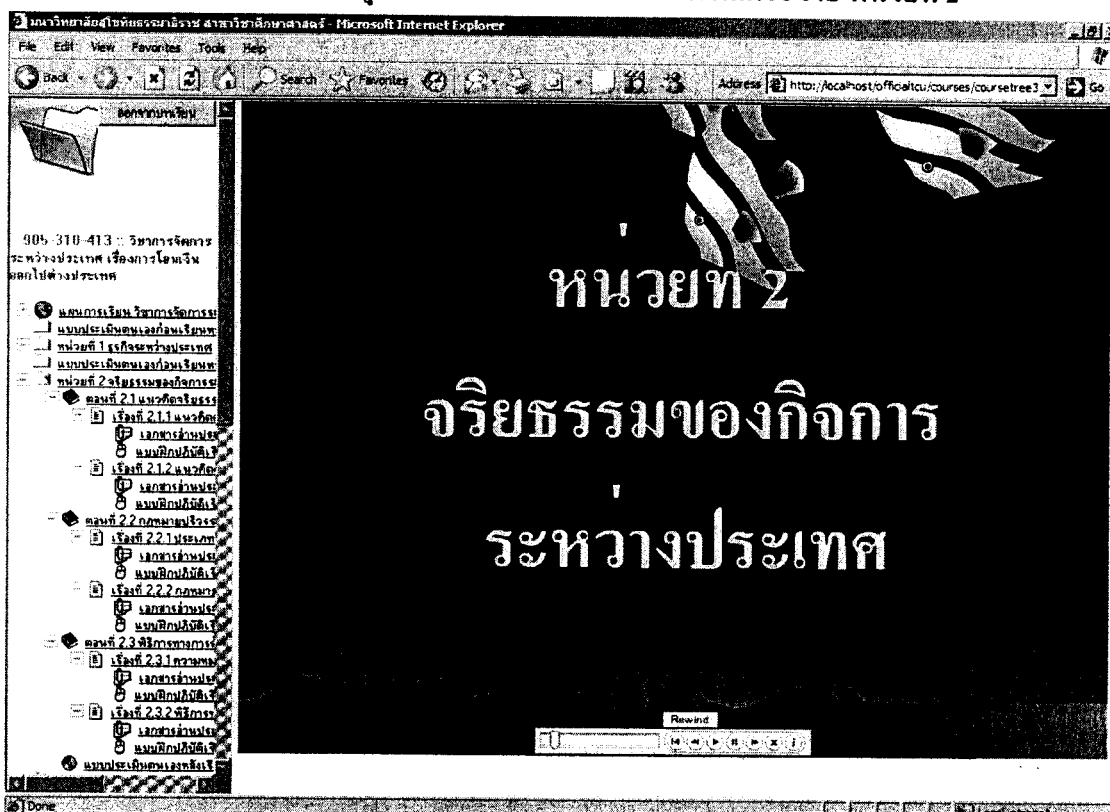 มหาวิทยาลัยสุโขทัยธรรมาธิราช สาขาวิชาศึกษาศาสตร์ - Microsoft Internet Explorer
File Edit View Favorites Tools Help
Back Search Favorites Address http://localhost/officialtcu/courses/coursetree3 Go
ออกจากบทเรียน
905-310-413 :: วิชาการจัดการ
ระหว่างประเทศ เรื่องการโอนเงิน
ออกไปต่างประเทศ
แผนการเรียน วิชาการจัดการระ
แบบประเมินตนเองก่อนเรียนห
หน่วยที่ 1 ธุรกิจระหว่างประเทศ
แบบประเมินตนเองก่อนเรียนห
หน่วยที่ 2 จริยธรรมของกิจการระ
ตอนที่ 2.1 แนวคิดจริยธรร
เรื่องที่ 2.1.1 แนวคิด
เอกสารอ่านประ
แบบฝึกปฏิบัติเรื
เรื่องที่ 2.1.2 แนวคิด
เอกสารอ่านประ
แบบฝึกปฏิบัติเรื
ตอนที่ 2.2
เรื่องที่ 2.2.1 ประเภท
เอกสารอ่านประ
แบบฝึกปฏิบัติเรื
เรื่องที่ 2.2.2 กฎหมาย
เอกสารอ่านประ
แบบฝึกปฏิบัติเรื
ตอนที่ 2.3 พิธีการทางการ
เรื่องที่ 2.3.1 ความหม
เอกสารอ่านประ
แบบฝึกปฏิบัติเรื
เรื่องที่ 2.3.2 พิธีการ
เอกสารอ่านประ
แบบฝึกปฏิบัติเรื
แบบประเมินตนเองหลังเรี
หน่วยที่ 2
จริยธรรมของกิจการ
ระหว่างประเทศ
Rewind
Done